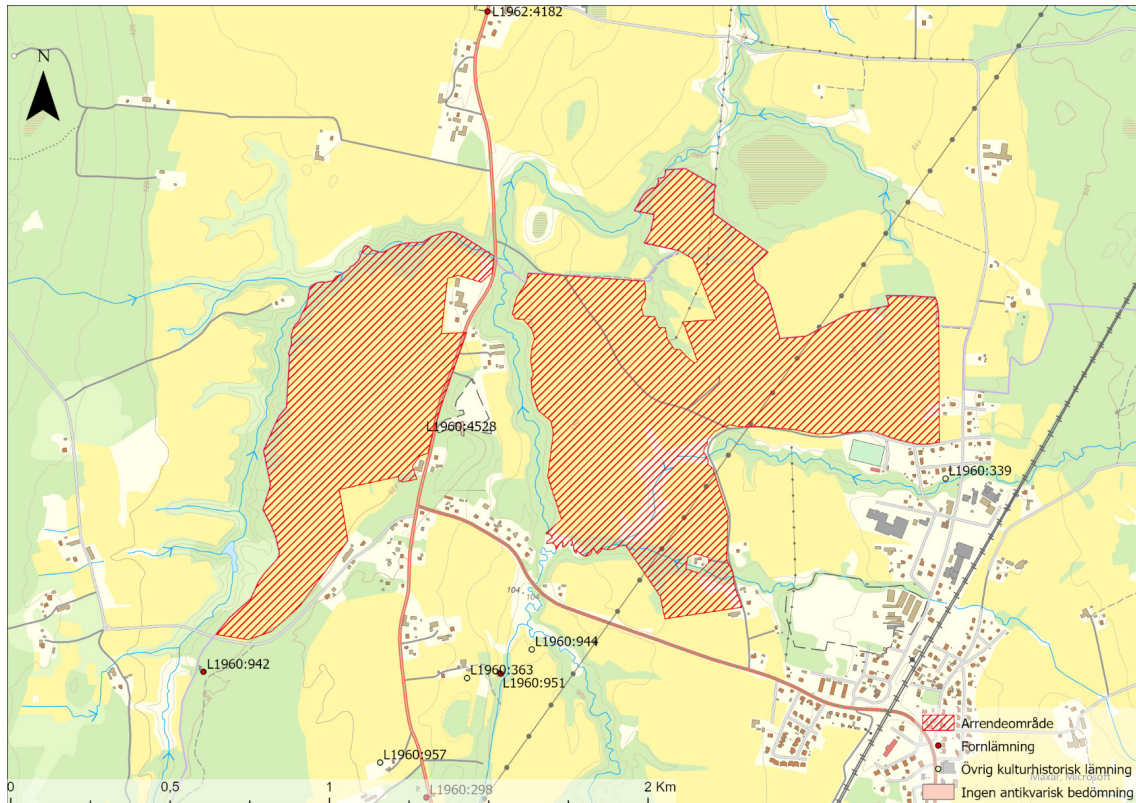 L1962:4182
N
L1960:4528
L1960:339
104
104
L1960:944
L1960:942
L1960:363
L1960:951
L1960:957
L1960:298
Arrendeområde
Fornlämning
Övrig kulturhistorisk lämning
Maxar, Microsoft
Ingen antikvarisk bedömning
0
0,5
1
2 Km